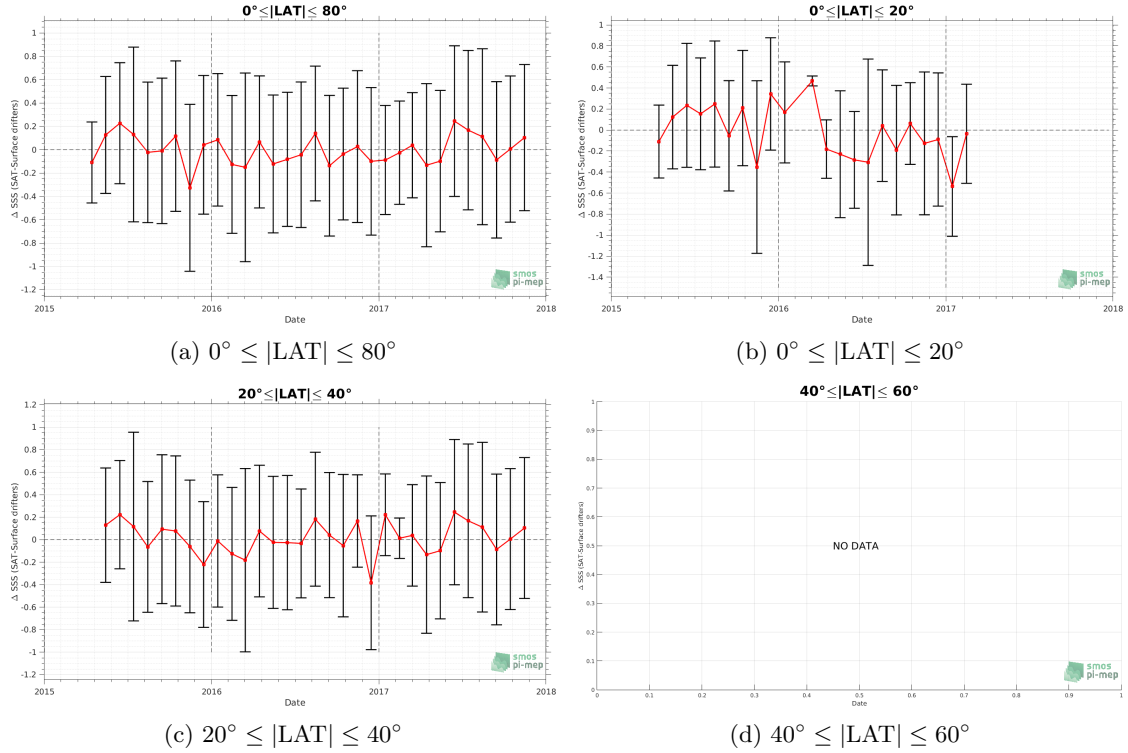 0°≤|LAT|≤ 80°
Δ SSS (SAT-Surface drifters)
1
0.8
0.6
0.4
0.2
0
-0.2
-0.4
-0.6
-0.8
-1
-1.2
2015
2016
2017
2018
Date
smos
pi-mep
(a) 0° ≤ |LAT| ≤ 80°
0°≤|LAT|≤ 20°
Δ SSS (SAT-Surface drifters)
1
0.8
0.6
0.4
0.2
0
-0.2
-0.4
-0.6
-0.8
-1
-1.2
-1.4
2015
2016
2017
2018
Date
smos
pi-mep
(b) 0° ≤ |LAT| ≤ 20°
20°≤|LAT|≤ 40°
Δ SSS (SAT-Surface drifters)
1.2
1
0.8
0.6
0.4
0.2
0
-0.2
-0.4
-0.6
-0.8
-1
-1.2
2015
2016
2017
2018
Date
smos
pi-mep
(c) 20° ≤ |LAT| ≤ 40°
40°≤|LAT|≤ 60°
Δ SSS (SAT-Surface drifters)
1
0.9
0.8
0.7
0.6
0.5
0.4
0.3
0.2
0.1
0
NO DATA
0
0.1
0.2
0.3
0.4
0.5
0.6
0.7
0.8
0.9
1
Date
smos
pi-mep
(d) 40° ≤ |LAT| ≤ 60°